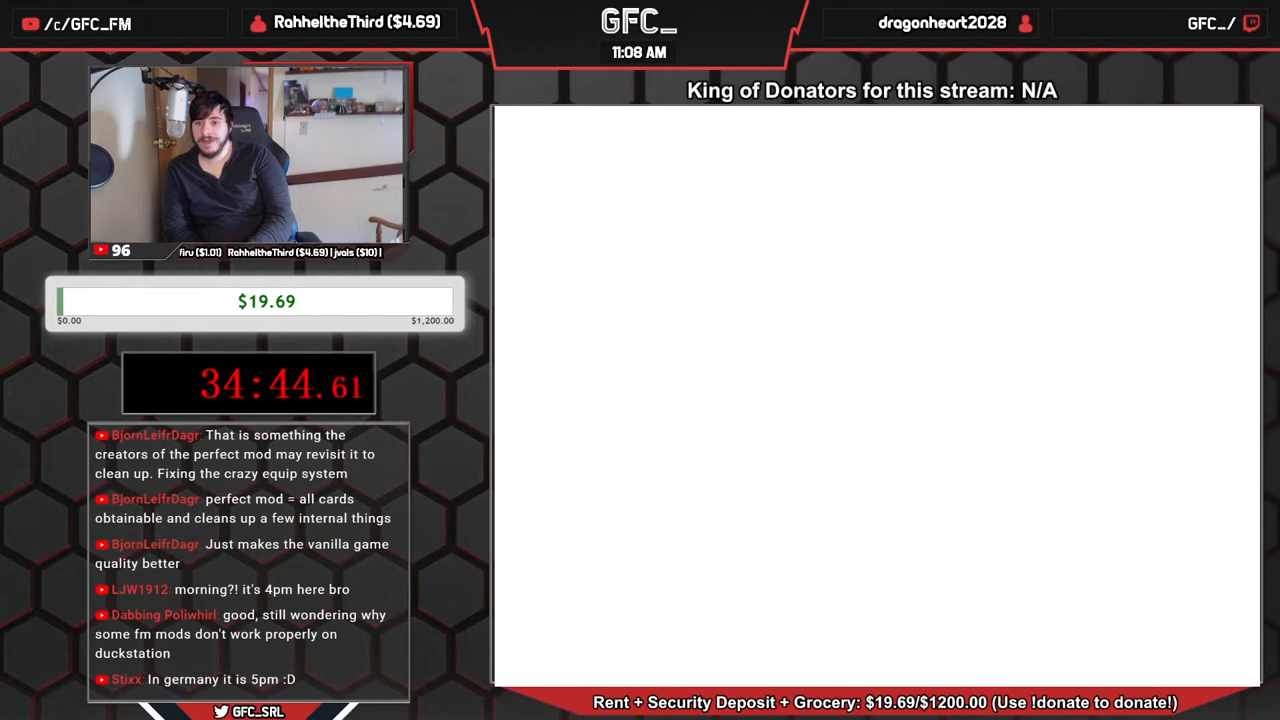 /c/GFC_FM
RahheltheThird ($4.69)
GFC_
11:08 AM
dragonheart2028
GFC_/
King of Donators for this stream: N/A
96
firu ($1.01) RahheltheThird ($4.69) | jvals ($10) |
$19.69
$0.00
$1,200.00
34:44.61
BjornLeifrDagr: That is something the
creators of the perfect mod may revisit it to
clean up. Fixing the crazy equip system
BjornLeifrDagr: perfect mod = all cards
obtainable and cleans up a few internal things
BjornLeifrDagr: Just makes the vanilla game
quality better
LJW1912: morning?! it's 4pm here bro
Dabbing Poliwhirl: good, still wondering why
some fm mods don't work properly on
duckstation
Stixx: In germany it is 5pm :D
GFC_SRL
Rent + Security Deposit + Grocery: $19.69/$1200.00 (Use !donate to donate!)